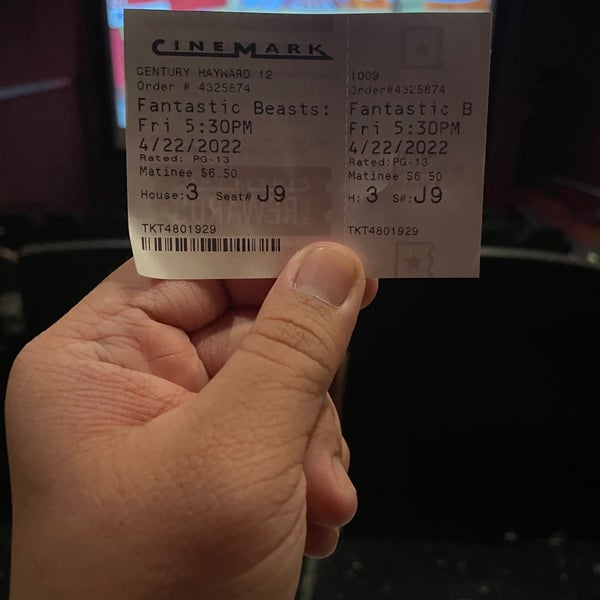 CINEMARK
CENTURY HAYWARD 12
Order # 4325874
Fantastic Beasts:
Fri 5:30PM
4/22/2022
Rated: PG-13
Matinee $6.50
House:3 Seat# J9
TKT4801929
1009
Order#4325874
Fantastic B
Fri 5:30PM
4/22/2022
Rated:PG-13
Matinee $6.50
H: 3 S#:J9
TKT4801929
REWARDS